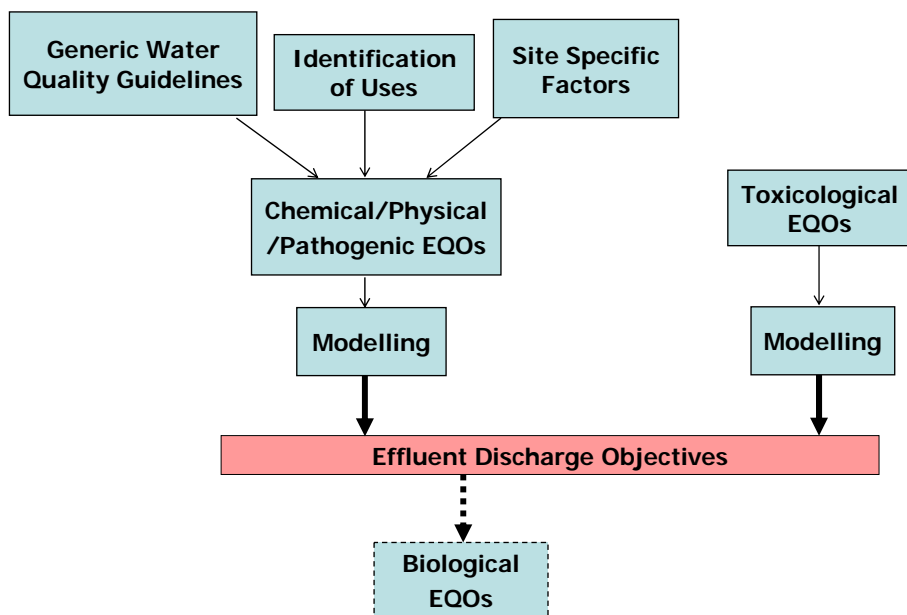 Generic Water
Quality Guidelines
Identification
of Uses
Site Specific
Factors
Chemical/Physical
/Pathogenic EQOs
Toxicological
EQOs
Modelling
Modelling
Effluent Discharge Objectives
Biological
EQOs